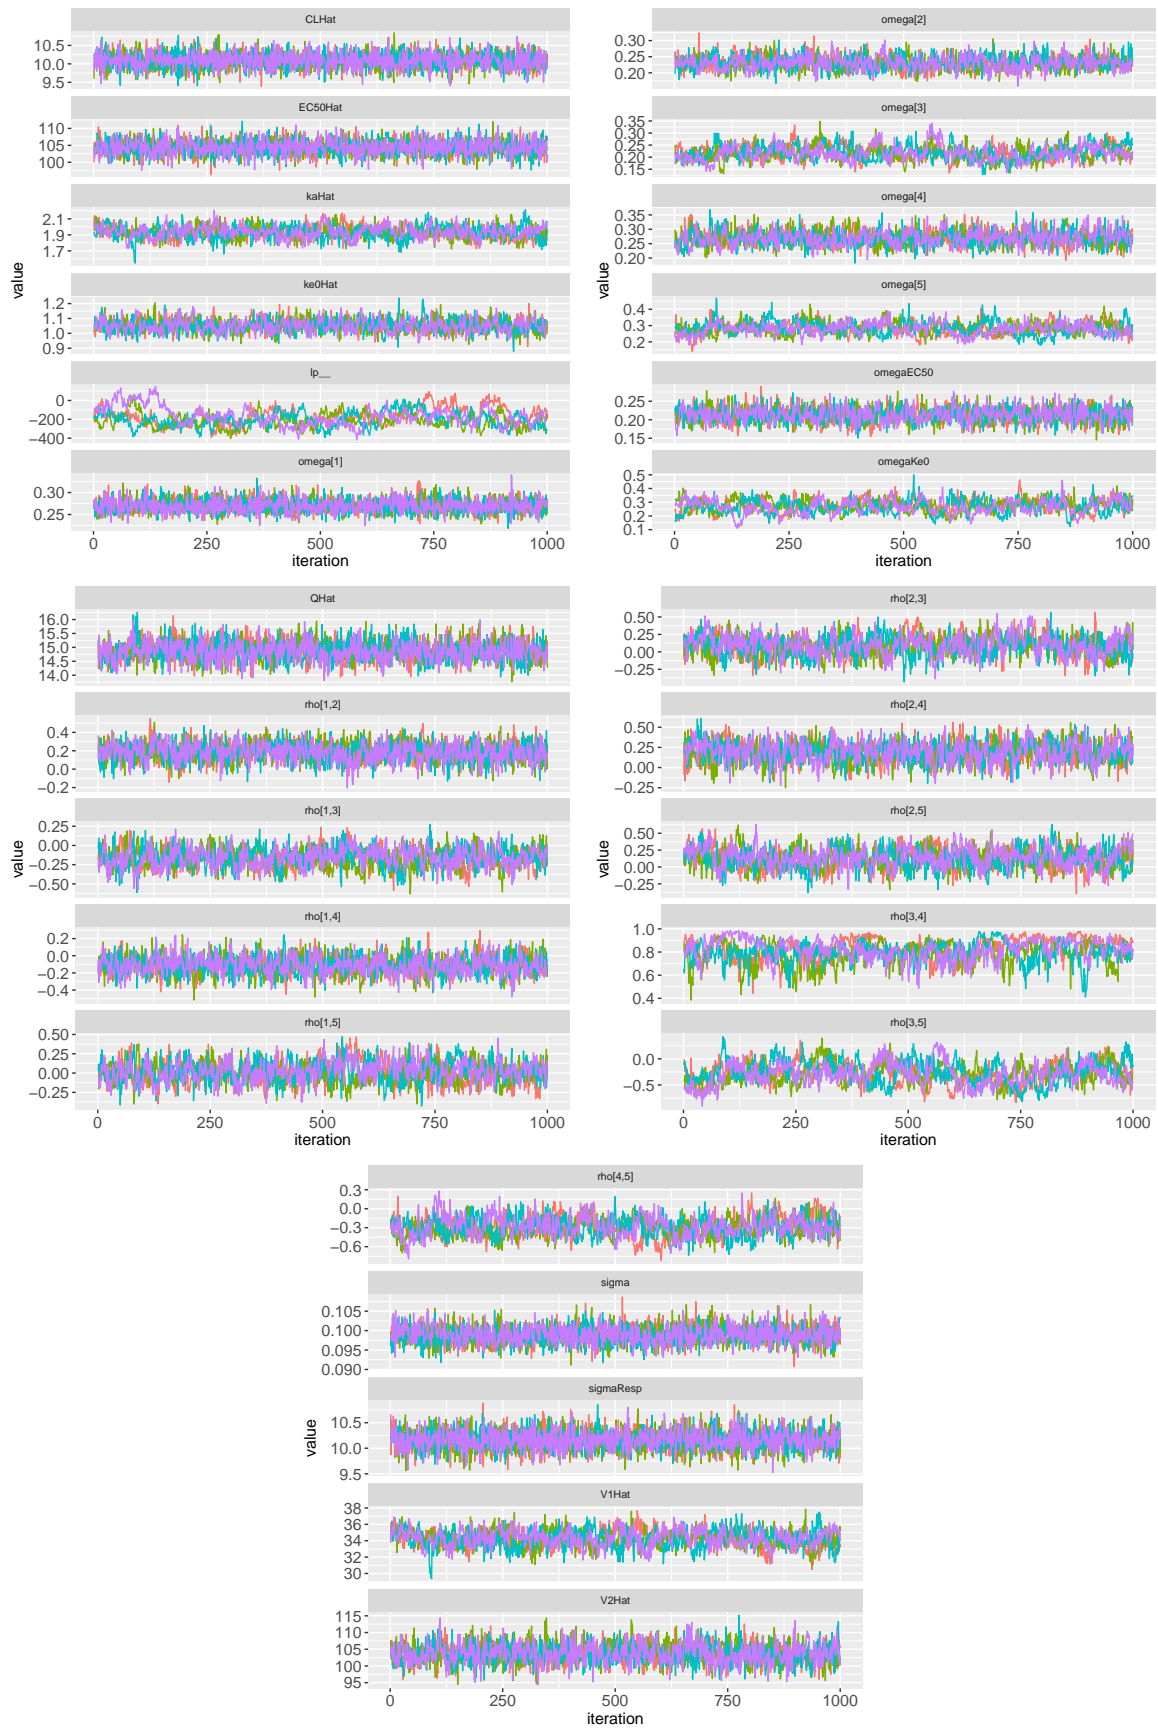 CLHat
10.5
10.0
9.5
EC50Hat
110
105
100
kaHat
2.1
1.9
1.7
ke0Hat
1.2
1.1
1.0
0.9
lp__
0
−200
−400
omega[1]
0.30
0.25
0 250 500 750 1000
iteration
value
omega[2]
0.30
0.25
0.20
omega[3]
0.35
0.30
0.25
0.20
0.15
omega[4]
0.35
0.30
0.25
0.20
omega[5]
0.4
0.3
0.2
omegaEC50
0.25
0.20
0.15
omegaKe0
0.5
0.4
0.3
0.2
0.1
0 250 500 750 1000
iteration
value
QHat
16.0
15.5
15.0
14.5
14.0
rho[1,2]
0.4
0.2
0.0
−0.2
rho[1,3]
0.25
0.00
−0.25
−0.50
rho[1,4]
0.2
0.0
−0.2
−0.4
rho[1,5]
0.50
0.25
0.00
−0.25
0 250 500 750 1000
iteration
value
rho[2,3]
0.50
0.25
0.00
−0.25
rho[2,4]
0.50
0.25
0.00
−0.25
rho[2,5]
0.50
0.25
0.00
−0.25
rho[3,4]
1.0
0.8
0.6
0.4
rho[3,5]
0.0
−0.5
0 250 500 750 1000
iteration
value
rho[4,5]
0.3
0.0
−0.3
−0.6
sigma
0.105
0.100
0.095
0.090
sigmaResp
10.5
10.0
9.5
V1Hat
38
36
34
32
30
V2Hat
115
110
105
100
95
0 250 500 750 1000
iteration
value